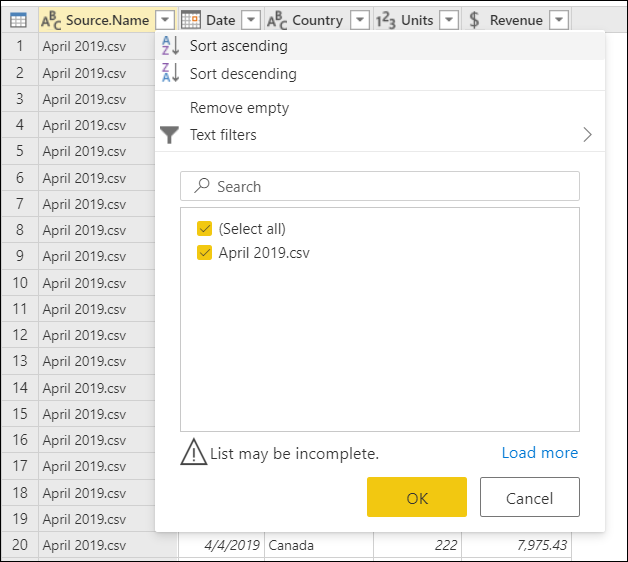 ABC Source.Name Date ABC Country 123 Units $ Revenue
1 April 2019.csv
2 April 2019.csv
3 April 2019.csv
4 April 2019.csv
5 April 2019.csv
6 April 2019.csv
7 April 2019.csv
8 April 2019.csv
9 April 2019.csv
10 April 2019.csv
11 April 2019.csv
12 April 2019.csv
13 April 2019.csv
14 April 2019.csv
15 April 2019.csv
16 April 2019.csv
17 April 2019.csv
18 April 2019.csv
19 April 2019.csv
20 April 2019.csv 4/4/2019 Canada 222 7,975.43
AZ Sort ascending
ZA Sort descending
Remove empty
Text filters
Search
(Select all)
April 2019.csv
List may be incomplete. Load more
OK Cancel